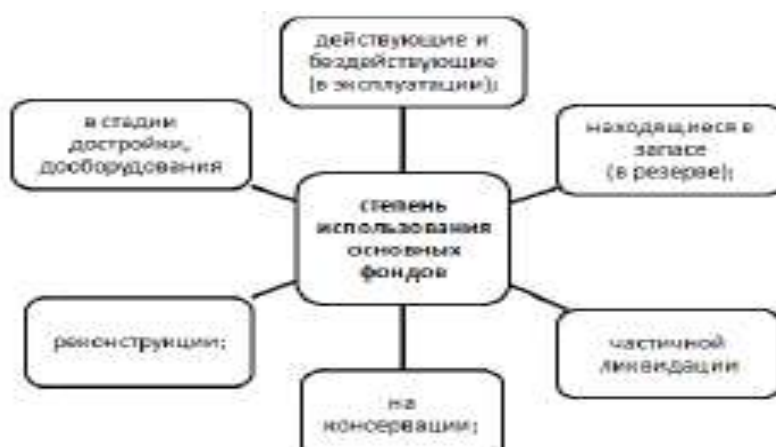 действующие и
бездействующие
(в эксплуатации);
в стадии
достройки,
дооборудования
находящиеся в
запасе
(в резерве);
степень
использования
основных
фондов
реконструкции;
частичной
ликвидации
на
консервации;